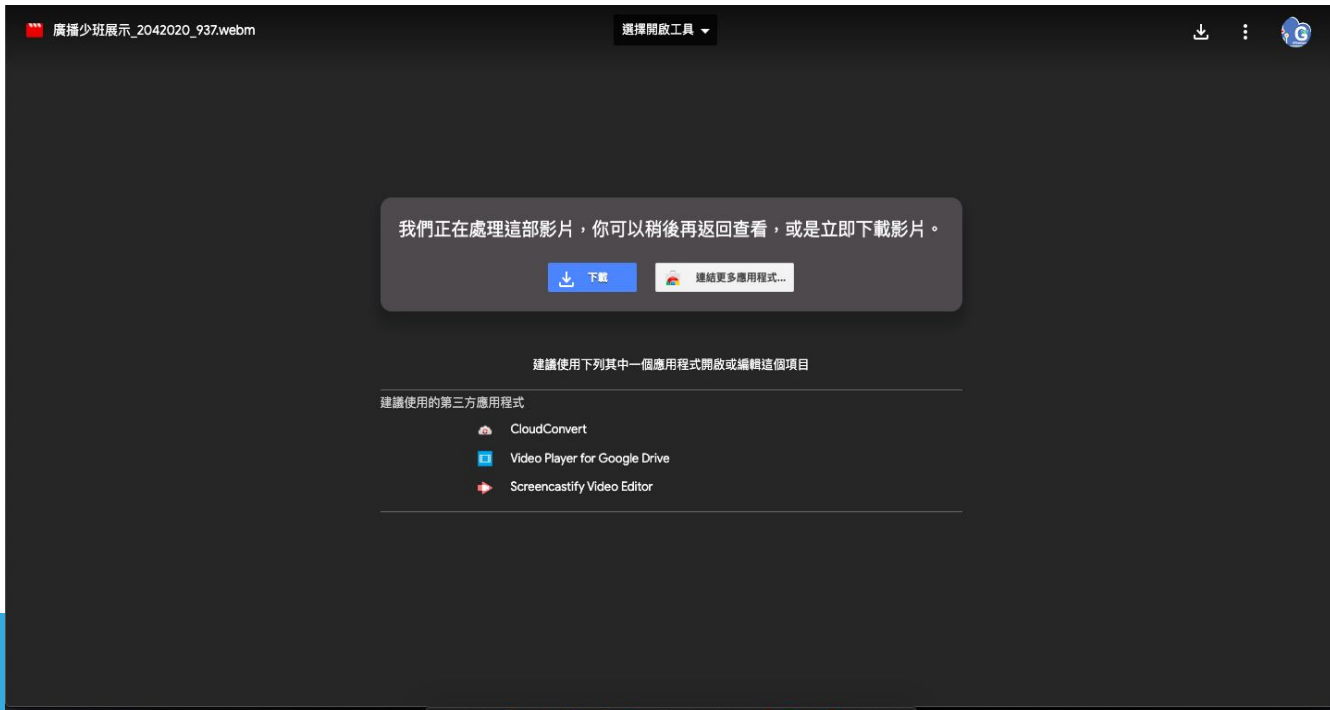 廣播少班展示_2042020_937.webm
選擇開啟工具
我們正在處理這部影片，你可以稍後再返回查看，或是立即下載影片。
下載
連結更多應用程式...
建議使用下列其中一個應用程式開啟或編輯這個項目
建議使用的第三方應用程式
CloudConvert
Video Player for Google Drive
Screencastify Video Editor